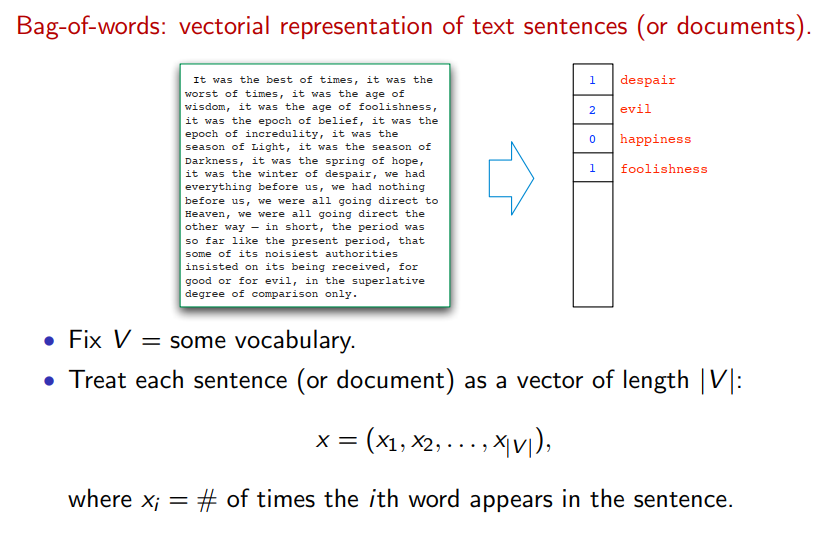 Bag-of-words: vectorial representation of text sentences (or documents).
It was the best of times, it was the
worst of times, it was the age of
wisdom, it was the age of foolishness,
it was the epoch of belief, it was the
epoch of incredulity, it was the
season of Light, it was the season of
Darkness, it was the spring of hope,
it was the winter of despair, we had
everything before us, we had nothing
before us, we were all going direct to
Heaven, we were all going direct the
other way – in short, the period was
so far like the present period, that
some of its noisiest authorities
insisted on its being received, for
good or for evil, in the superlative
degree of comparison only.
1 despair
2 evil
0 happiness
1 foolishness
• Fix V = some vocabulary.
• Treat each sentence (or document) as a vector of length |V|:
x = (x₁, x₂, . . . , x|V|),
where xᵢ = # of times the ith word appears in the sentence.